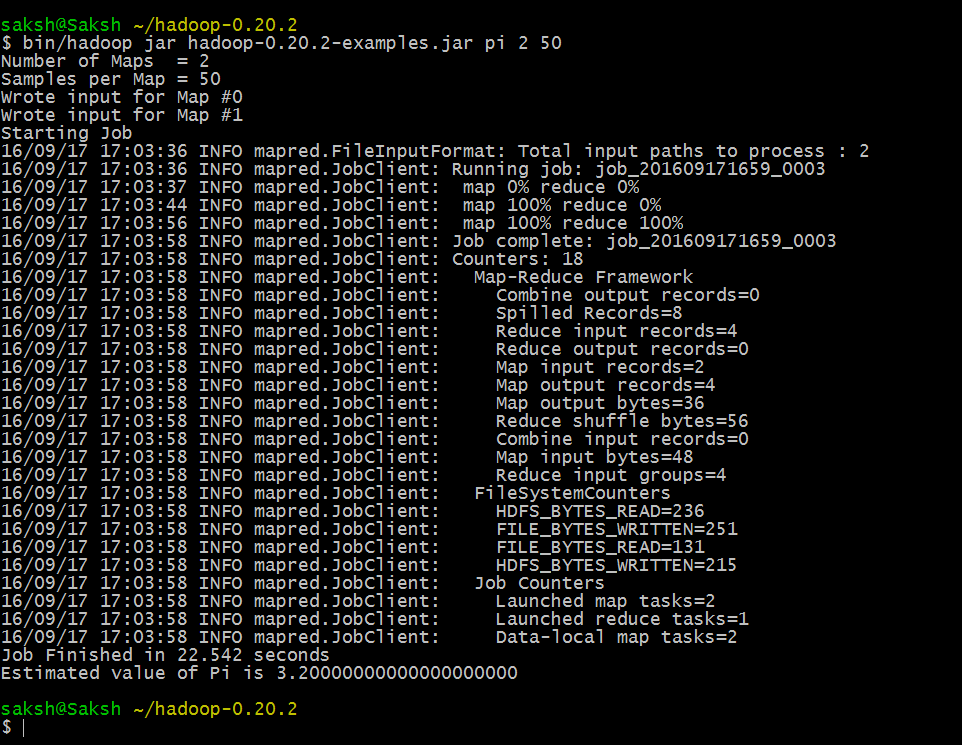 saksh@Saksh ~/hadoop-0.20.2
$ bin/hadoop jar hadoop-0.20.2-examples.jar pi 2 50
Number of Maps  = 2
Samples per Map = 50
Wrote input for Map #0
Wrote input for Map #1
Starting Job
16/09/17 17:03:36 INFO mapred.FileInputFormat: Total input paths to process : 2
16/09/17 17:03:36 INFO mapred.JobClient: Running job: job_201609171659_0003
16/09/17 17:03:37 INFO mapred.JobClient:  map 0% reduce 0%
16/09/17 17:03:44 INFO mapred.JobClient:  map 100% reduce 0%
16/09/17 17:03:56 INFO mapred.JobClient:  map 100% reduce 100%
16/09/17 17:03:58 INFO mapred.JobClient: Job complete: job_201609171659_0003
16/09/17 17:03:58 INFO mapred.JobClient: Counters: 18
16/09/17 17:03:58 INFO mapred.JobClient:   Map-Reduce Framework
16/09/17 17:03:58 INFO mapred.JobClient:     Combine output records=0
16/09/17 17:03:58 INFO mapred.JobClient:     Spilled Records=8
16/09/17 17:03:58 INFO mapred.JobClient:     Reduce input records=4
16/09/17 17:03:58 INFO mapred.JobClient:     Reduce output records=0
16/09/17 17:03:58 INFO mapred.JobClient:     Map input records=2
16/09/17 17:03:58 INFO mapred.JobClient:     Map output records=4
16/09/17 17:03:58 INFO mapred.JobClient:     Map output bytes=36
16/09/17 17:03:58 INFO mapred.JobClient:     Reduce shuffle bytes=56
16/09/17 17:03:58 INFO mapred.JobClient:     Combine input records=0
16/09/17 17:03:58 INFO mapred.JobClient:     Map input bytes=48
16/09/17 17:03:58 INFO mapred.JobClient:     Reduce input groups=4
16/09/17 17:03:58 INFO mapred.JobClient:   FileSystemCounters
16/09/17 17:03:58 INFO mapred.JobClient:     HDFS_BYTES_READ=236
16/09/17 17:03:58 INFO mapred.JobClient:     FILE_BYTES_WRITTEN=251
16/09/17 17:03:58 INFO mapred.JobClient:     FILE_BYTES_READ=131
16/09/17 17:03:58 INFO mapred.JobClient:     HDFS_BYTES_WRITTEN=215
16/09/17 17:03:58 INFO mapred.JobClient:   Job Counters
16/09/17 17:03:58 INFO mapred.JobClient:     Launched map tasks=2
16/09/17 17:03:58 INFO mapred.JobClient:     Launched reduce tasks=1
16/09/17 17:03:58 INFO mapred.JobClient:     Data-local map tasks=2
Job Finished in 22.542 seconds
Estimated value of Pi is 3.20000000000000000000
saksh@Saksh ~/hadoop-0.20.2
$